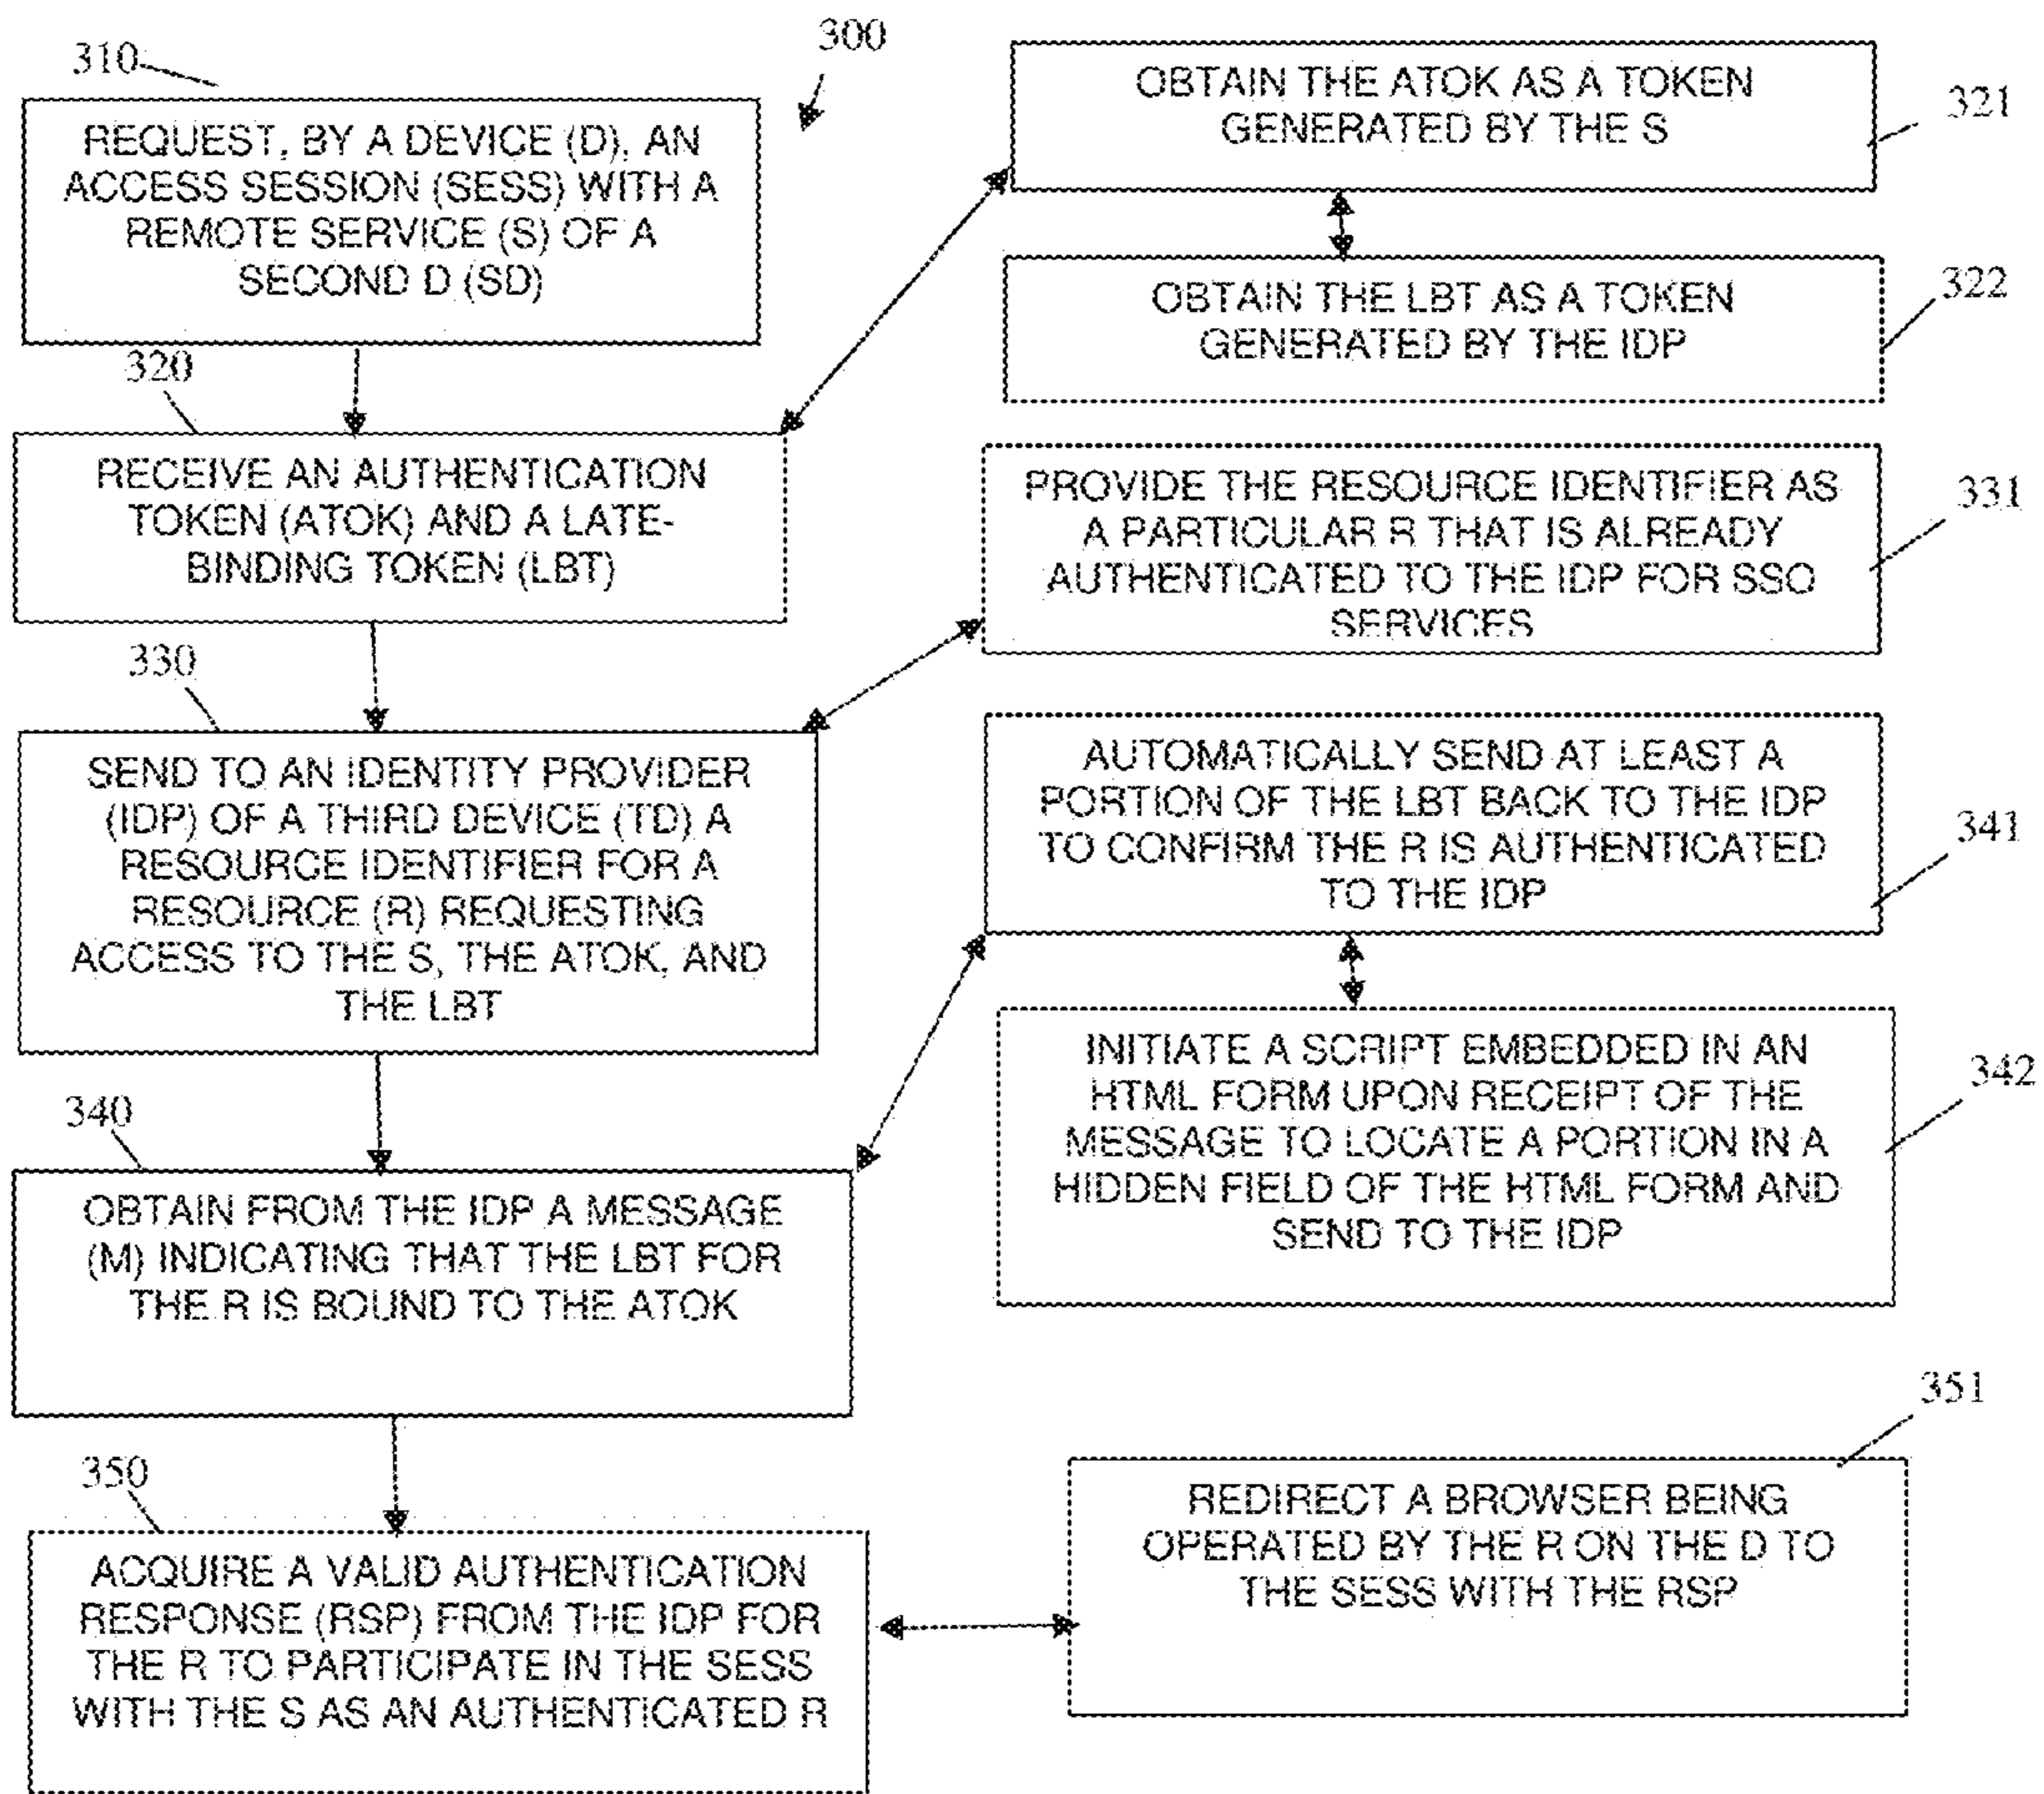 300
310
REQUEST, BY A DEVICE (D), AN
ACCESS SESSION (SESS) WITH A
REMOTE SERVICE (S) OF A
SECOND D (SD)
320
RECEIVE AN AUTHENTICATION
TOKEN (ATOK) AND A LATE-
BINDING TOKEN (LBT)
321
OBTAIN THE ATOK AS A TOKEN
GENERATED BY THE S
322
OBTAIN THE LBT AS A TOKEN
GENERATED BY THE IDP
330
SEND TO AN IDENTITY PROVIDER
(IDP) OF A THIRD DEVICE (TD) A
RESOURCE IDENTIFIER FOR A
RESOURCE (R) REQUESTING
ACCESS TO THE S, THE ATOK, AND
THE LBT
331
PROVIDE THE RESOURCE IDENTIFIER AS
A PARTICULAR R THAT IS ALREADY
AUTHENTICATED TO THE IDP FOR SSO
SERVICES
340
OBTAIN FROM THE IDP A MESSAGE
(M) INDICATING THAT THE LBT FOR
THE R IS BOUND TO THE ATOK
341
AUTOMATICALLY SEND AT LEAST A
PORTION OF THE LBT BACK TO THE IDP
TO CONFIRM THE R IS AUTHENTICATED
TO THE IDP
342
INITIATE A SCRIPT EMBEDDED IN AN
HTML FORM UPON RECEIPT OF THE
MESSAGE TO LOCATE A PORTION IN A
HIDDEN FIELD OF THE HTML FORM AND
SEND TO THE IDP
350
ACQUIRE A VALID AUTHENTICATION
RESPONSE (RSP) FROM THE IDP FOR
THE R TO PARTICIPATE IN THE SESS
WITH THE S AS AN AUTHENTICATED R
351
REDIRECT A BROWSER BEING
OPERATED BY THE R ON THE D TO
THE SESS WITH THE RSP